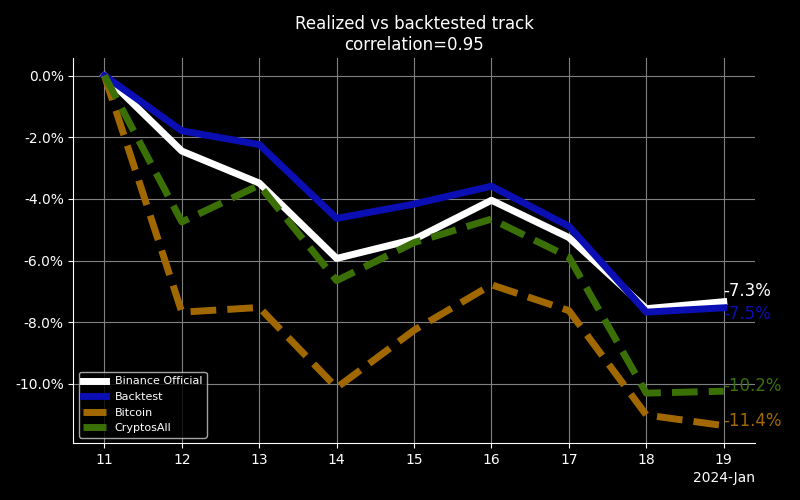 Realized vs backtested track
correlation=0.95
0.0%
-2.0%
-4.0%
-6.0%
-8.0%
-10.0%
-7.3%
-7.5%
-10.2%
-11.4%
Binance Official
Backtest
Bitcoin
CryptosAll
11 12 13 14 15 16 17 18 19
2024-Jan